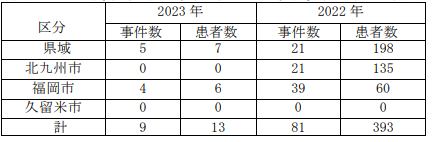 区分 2023 年 2022 年
事件数 患者数 事件数 患者数
県域 5 7 21 198
北九州市 0 0 21 135
福岡市 4 6 39 60
久留米市 0 0 0 0
計 9 13 81 393